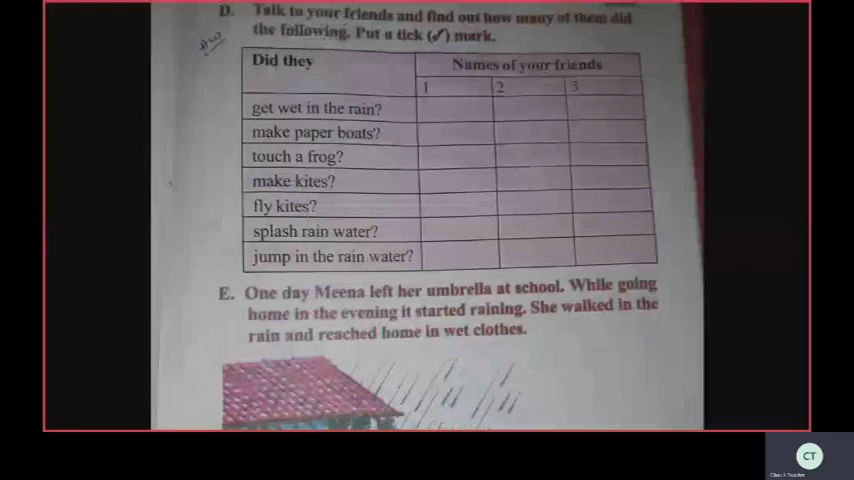 D. Talk to your friends and find out how many of them did
the following. Put a tick (✓) mark.
Did they
Names of your friends
1 2 3
get wet in the rain?
make paper boats?
touch a frog?
make kites?
fly kites?
splash rain water?
jump in the rain water?
E. One day Meena left her umbrella at school. While going
home in the evening it started raining. She walked in the
rain and reached home in wet clothes.
CT